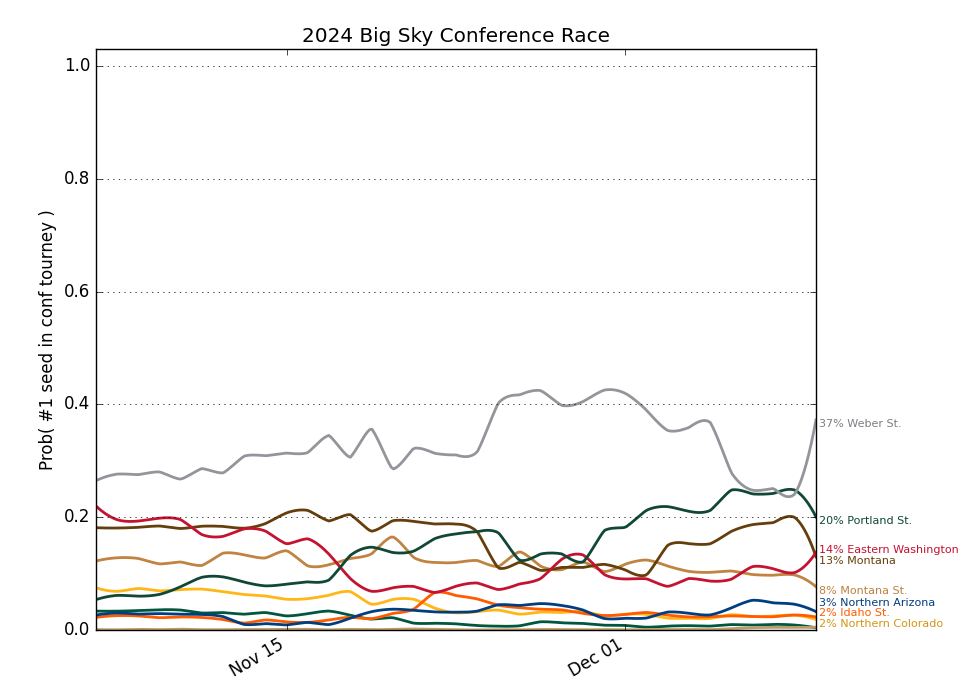 2024 Big Sky Conference Race
Prob( #1 seed in conf tourney )
1.0
0.8
0.6
0.4
0.2
0.0
Nov 15
Dec 01
37% Weber St.
20% Portland St.
14% Eastern Washington
13% Montana
8% Montana St.
3% Northern Arizona
2% Idaho St.
2% Northern Colorado